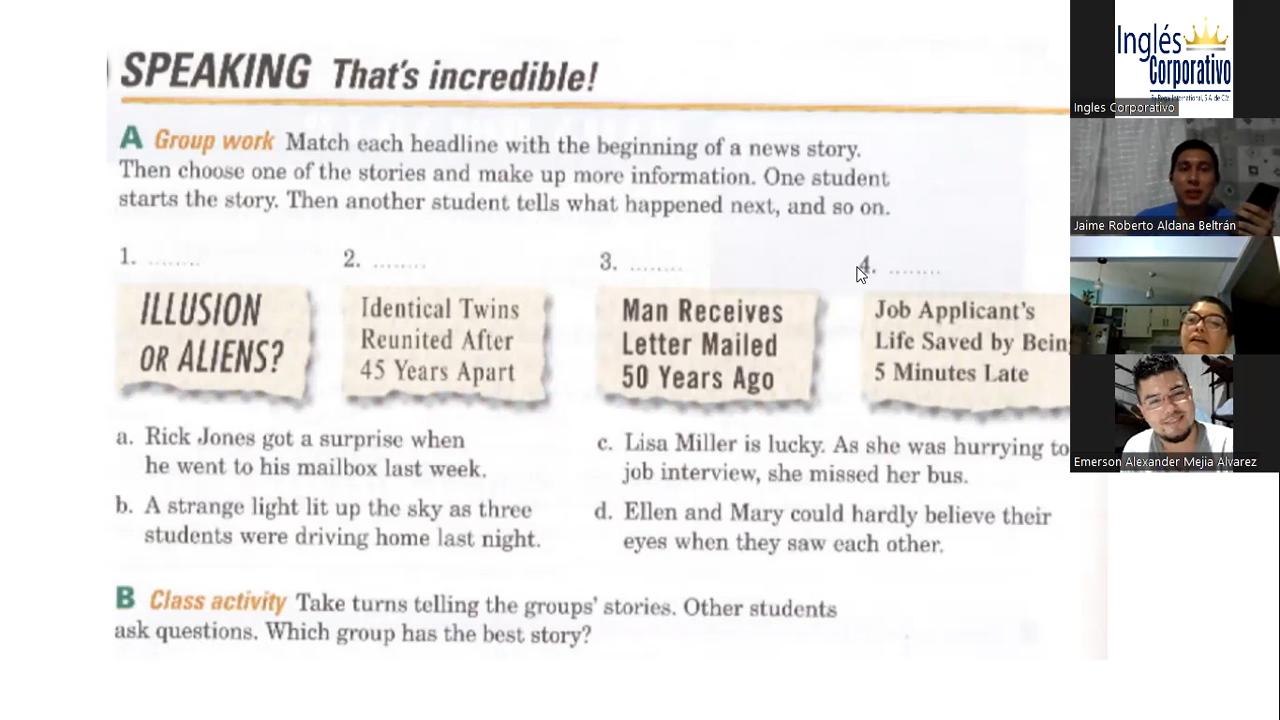 SPEAKING That's incredible!
A Group work Match each headline with the beginning of a news story.
Then choose one of the stories and make up more information. One student
starts the story. Then another student tells what happened next, and so on.
1. ........
2. ........
3. ........
4. ........
ILLUSION
OR ALIENS?
Identical Twins
Reunited After
45 Years Apart
Man Receives
Letter Mailed
50 Years Ago
Job Applicant's
Life Saved by Bein
5 Minutes Late
a. Rick Jones got a surprise when
he went to his mailbox last week.
b. A strange light lit up the sky as three
students were driving home last night.
c. Lisa Miller is lucky. As she was hurrying to
job interview, she missed her bus.
d. Ellen and Mary could hardly believe their
eyes when they saw each other.
B Class activity Take turns telling the groups' stories. Other students
ask questions. Which group has the best story?
Inglés
Corporativo
Ingles Corporativo
Jaime Roberto Aldana Beltrán
Emerson Alexander Mejia Alvarez